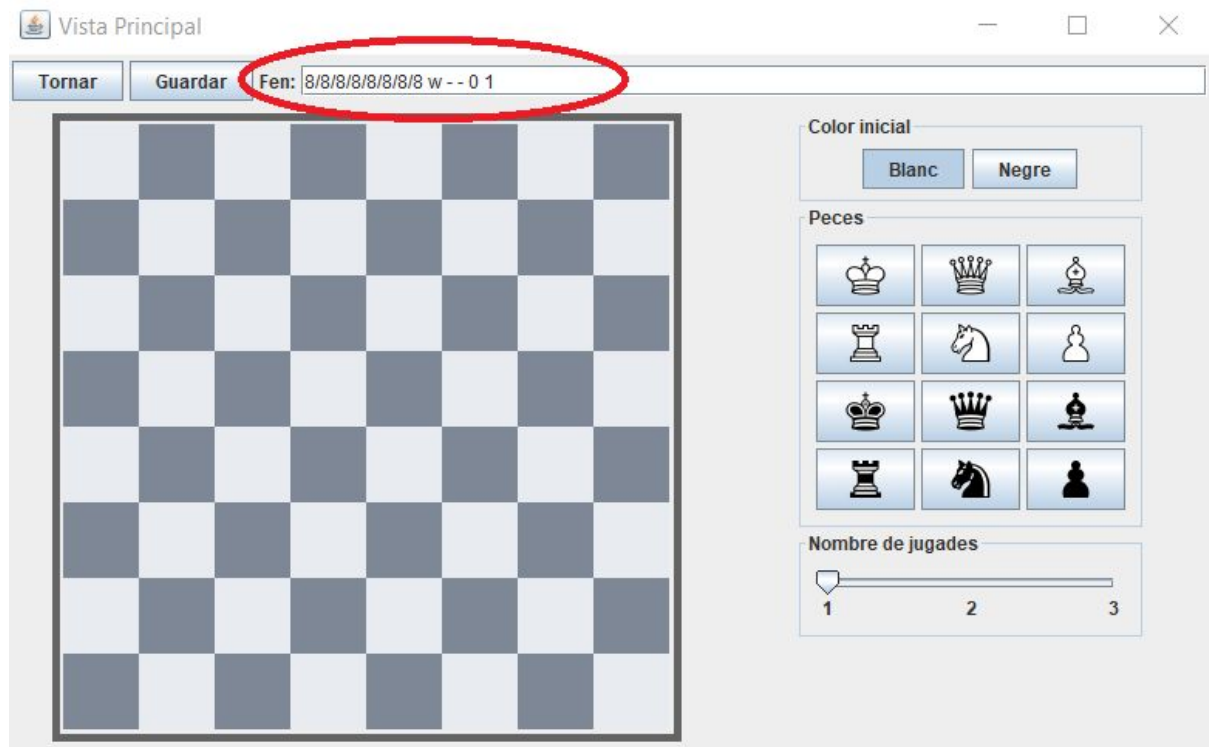 Vista Principal
Tornar Guardar Fen: 8/8/8/8/8/8/8/8 w - - 0 1
Color inicial
Blanc Negre
Peces
Nombre de jugades
1 2 3